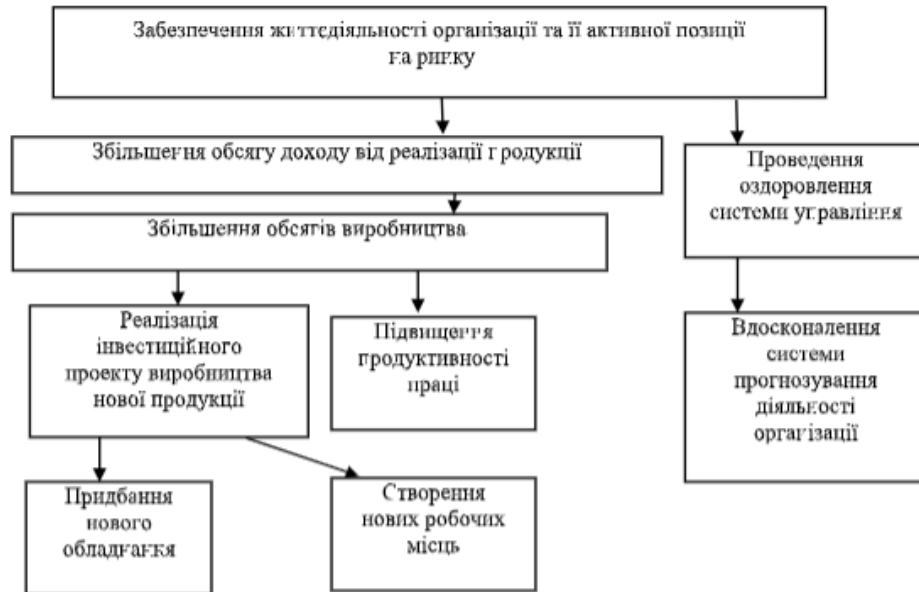 Забезпечення життєдіяльності організації та її активної позиції
на ринку
Збільшення обсягу доходу від реалізації продукції
Проведення
оздоровлення
системи управління
Збільшення обсягів виробництва
Реалізація
інвестиційного
проекту виробництва
нової продукції
Підвищення
продуктивності
праці
Вдосконалення
системи
прогнозування
діяльності
організації
Придбання
нового
обладнання
Створення
нових робочих
місць